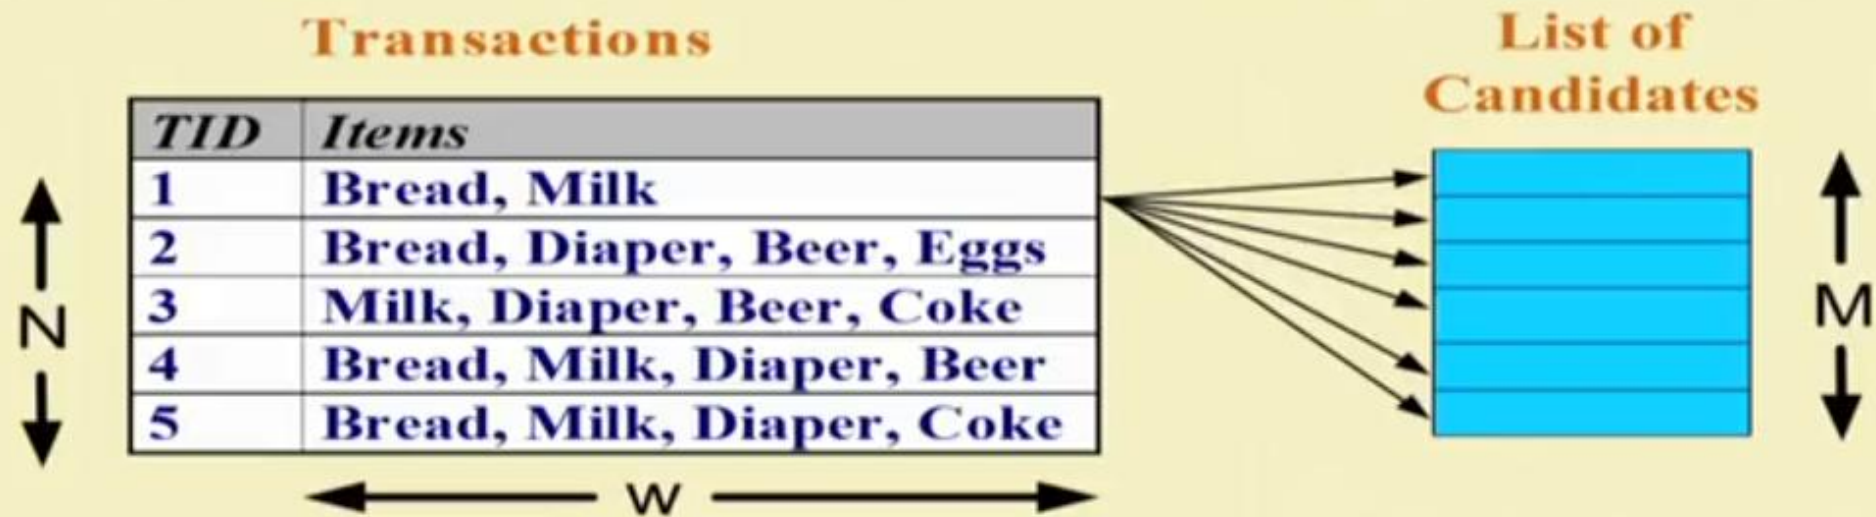 Transactions
List of
Candidates
TID Items
1 Bread, Milk
2 Bread, Diaper, Beer, Eggs
3 Milk, Diaper, Beer, Coke
4 Bread, Milk, Diaper, Beer
5 Bread, Milk, Diaper, Coke
N
M
w